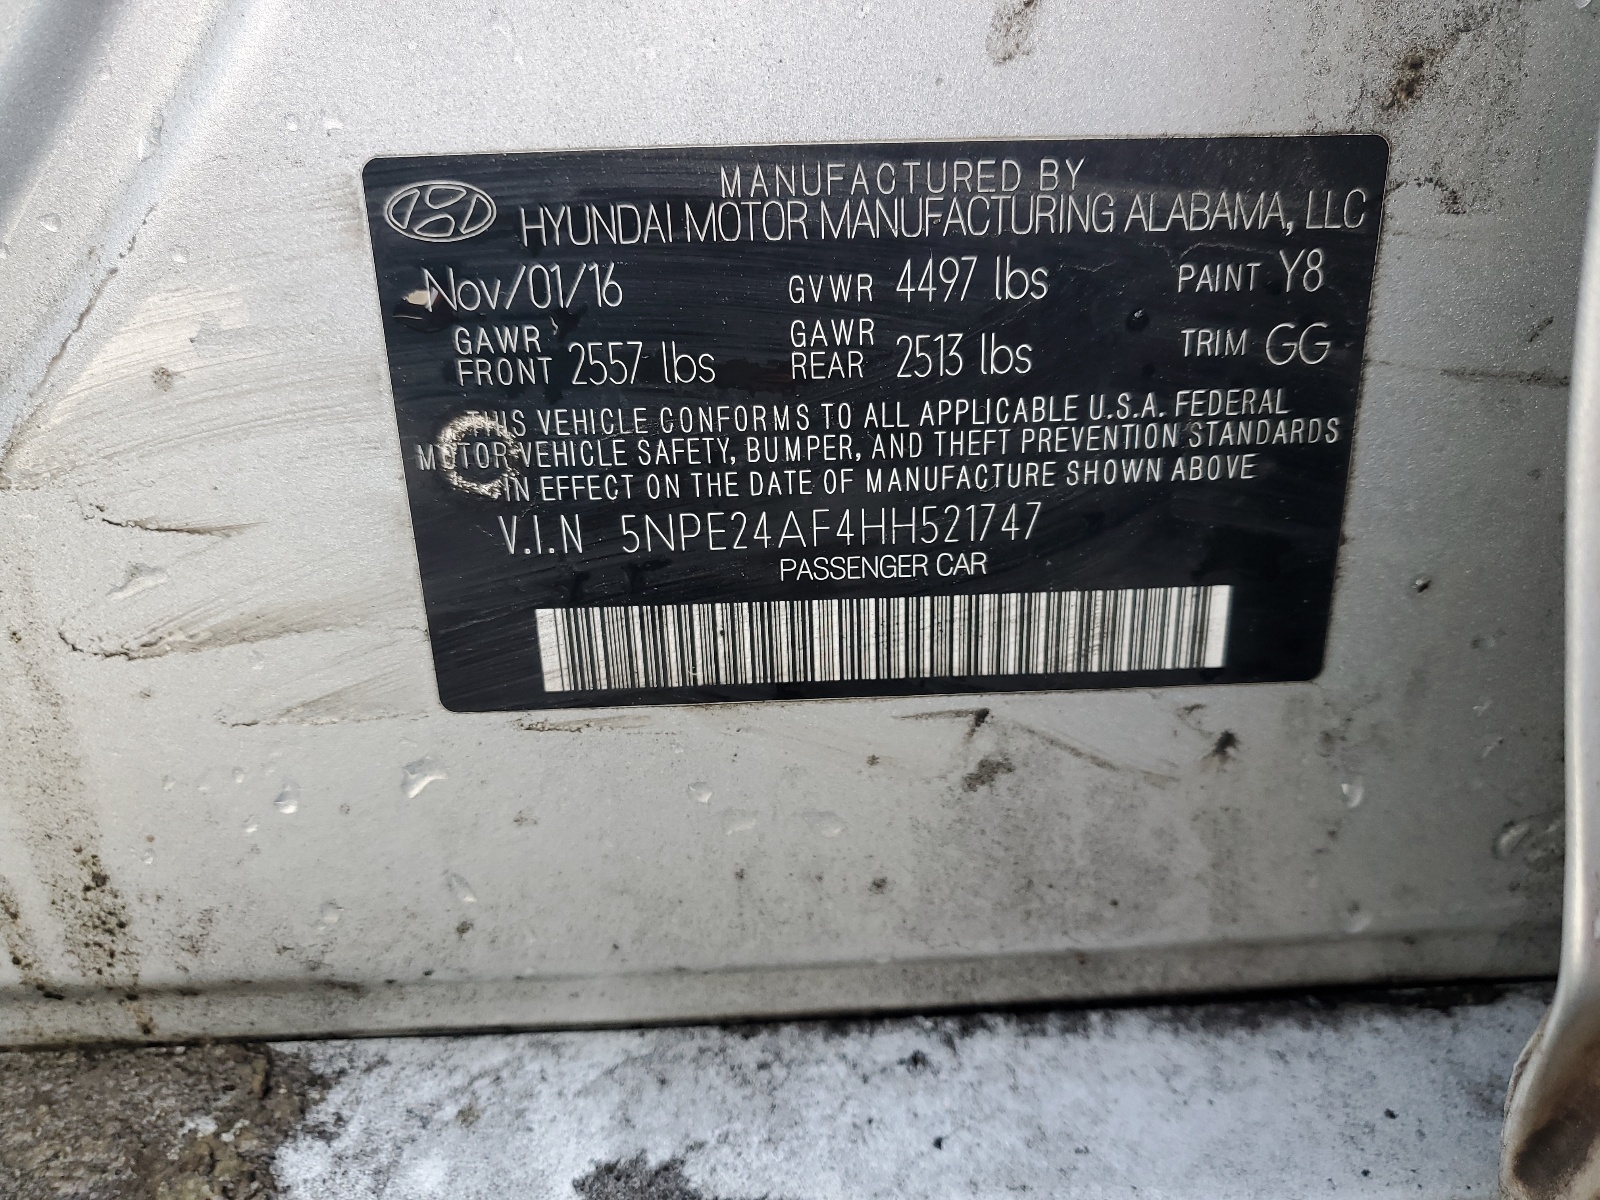 MANUFACTURED BY
HYUNDAI MOTOR MANUFACTURING ALABAMA, LLC
Nov/01/16 GVWR 4497 lbs PAINT Y8
GAWR FRONT 2557 lbs GAWR REAR 2513 lbs TRIM GG
THIS VEHICLE CONFORMS TO ALL APPLICABLE U.S.A. FEDERAL
MOTOR VEHICLE SAFETY, BUMPER, AND THEFT PREVENTION STANDARDS
IN EFFECT ON THE DATE OF MANUFACTURE SHOWN ABOVE
V.I.N 5NPE24AF4HH521747
PASSENGER CAR